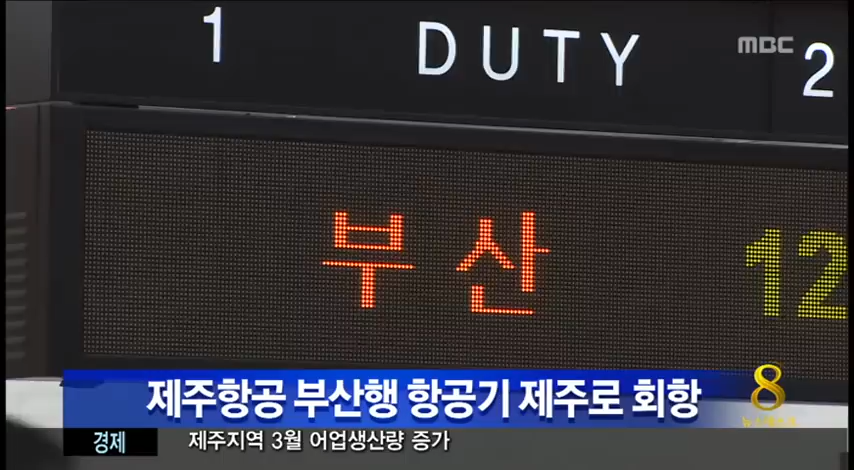 1 DUTY 2
MBC
부산 12
제주항공 부산행 항공기 제주로 회항
8
경제 제주지역 3월 어업생산량 증가